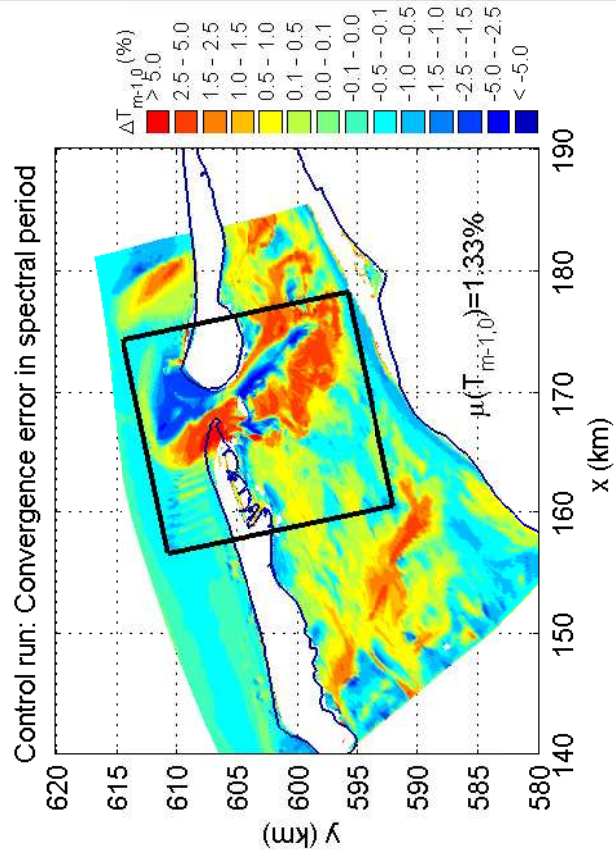 Control run: Convergence error in spectral period
ΔT_{m-1,0} (%)
> 5.0
2.5 - 5.0
1.5 - 2.5
1.0 - 1.5
0.5 - 1.0
0.1 - 0.5
0.0 - 0.1
-0.1 - 0.0
-0.5 - -0.1
-1.0 - -0.5
-1.5 - -1.0
-2.5 - -1.5
-5.0 - -2.5
< -5.0
620
615
610
605
600
595
590
585
580
y (km)
μ(T_{m-1,0})=1.33%
140
150
160
170
180
190
x (km)